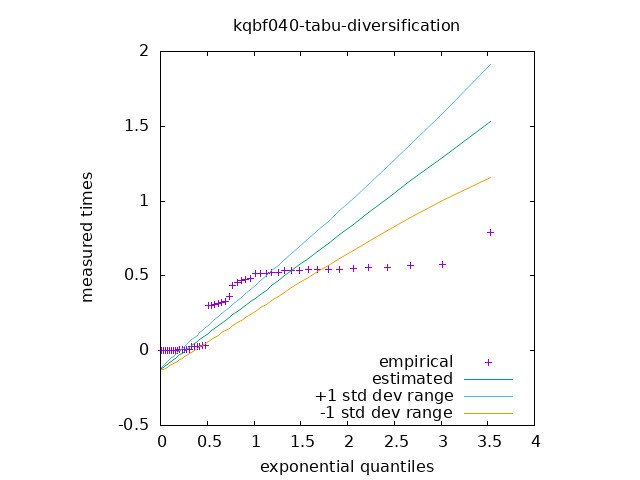 kqbf040-tabu-diversification
2
1.5
1
0.5
0
-0.5
measured times
empirical
estimated
+1 std dev range
-1 std dev range
0 0.5 1 1.5 2 2.5 3 3.5 4
exponential quantiles